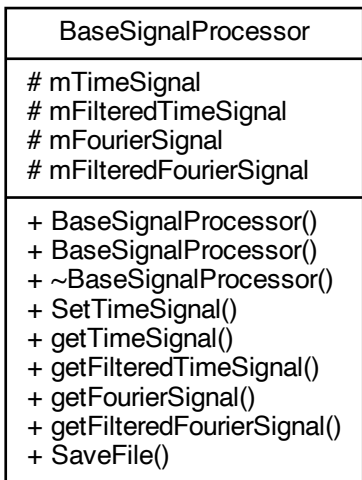 BaseSignalProcessor
# mTimeSignal
# mFilteredTimeSignal
# mFourierSignal
# mFilteredFourierSignal
+ BaseSignalProcessor()
+ BaseSignalProcessor()
+ ~BaseSignalProcessor()
+ SetTimeSignal()
+ getTimeSignal()
+ getFilteredTimeSignal()
+ getFourierSignal()
+ getFilteredFourierSignal()
+ SaveFile()